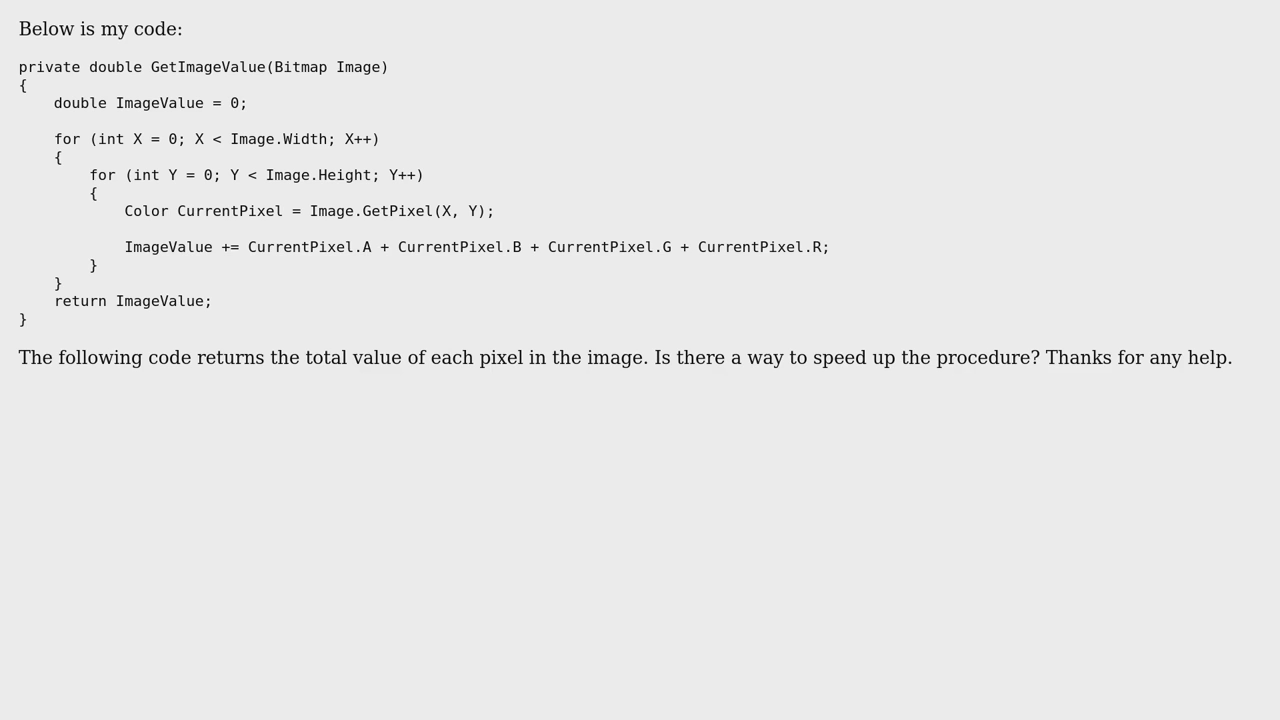 Below is my code:
private double GetImageValue(Bitmap Image)
{
    double ImageValue = 0;

    for (int X = 0; X < Image.Width; X++)
    {
        for (int Y = 0; Y < Image.Height; Y++)
        {
            Color CurrentPixel = Image.GetPixel(X, Y);

            ImageValue += CurrentPixel.A + CurrentPixel.B + CurrentPixel.G + CurrentPixel.R;
        }
    }
    return ImageValue;
}
The following code returns the total value of each pixel in the image. Is there a way to speed up the procedure? Thanks for any help.